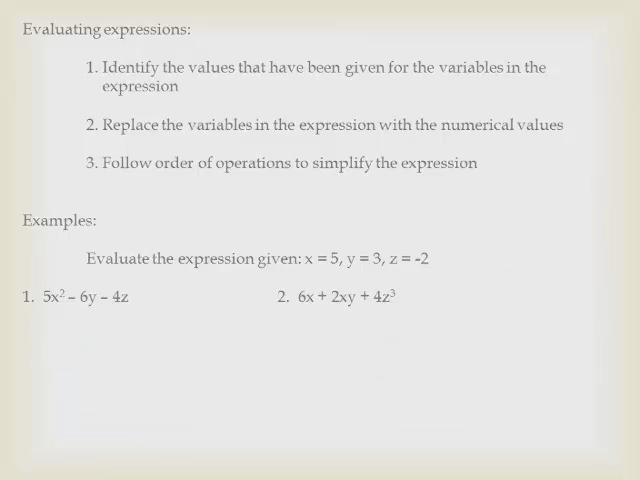 Evaluating expressions:
1. Identify the values that have been given for the variables in the
expression
2. Replace the variables in the expression with the numerical values
3. Follow order of operations to simplify the expression
Examples:
Evaluate the expression given: x = 5, y = 3, z = -2
1. 5x² – 6y – 4z 2. 6x + 2xy + 4z³